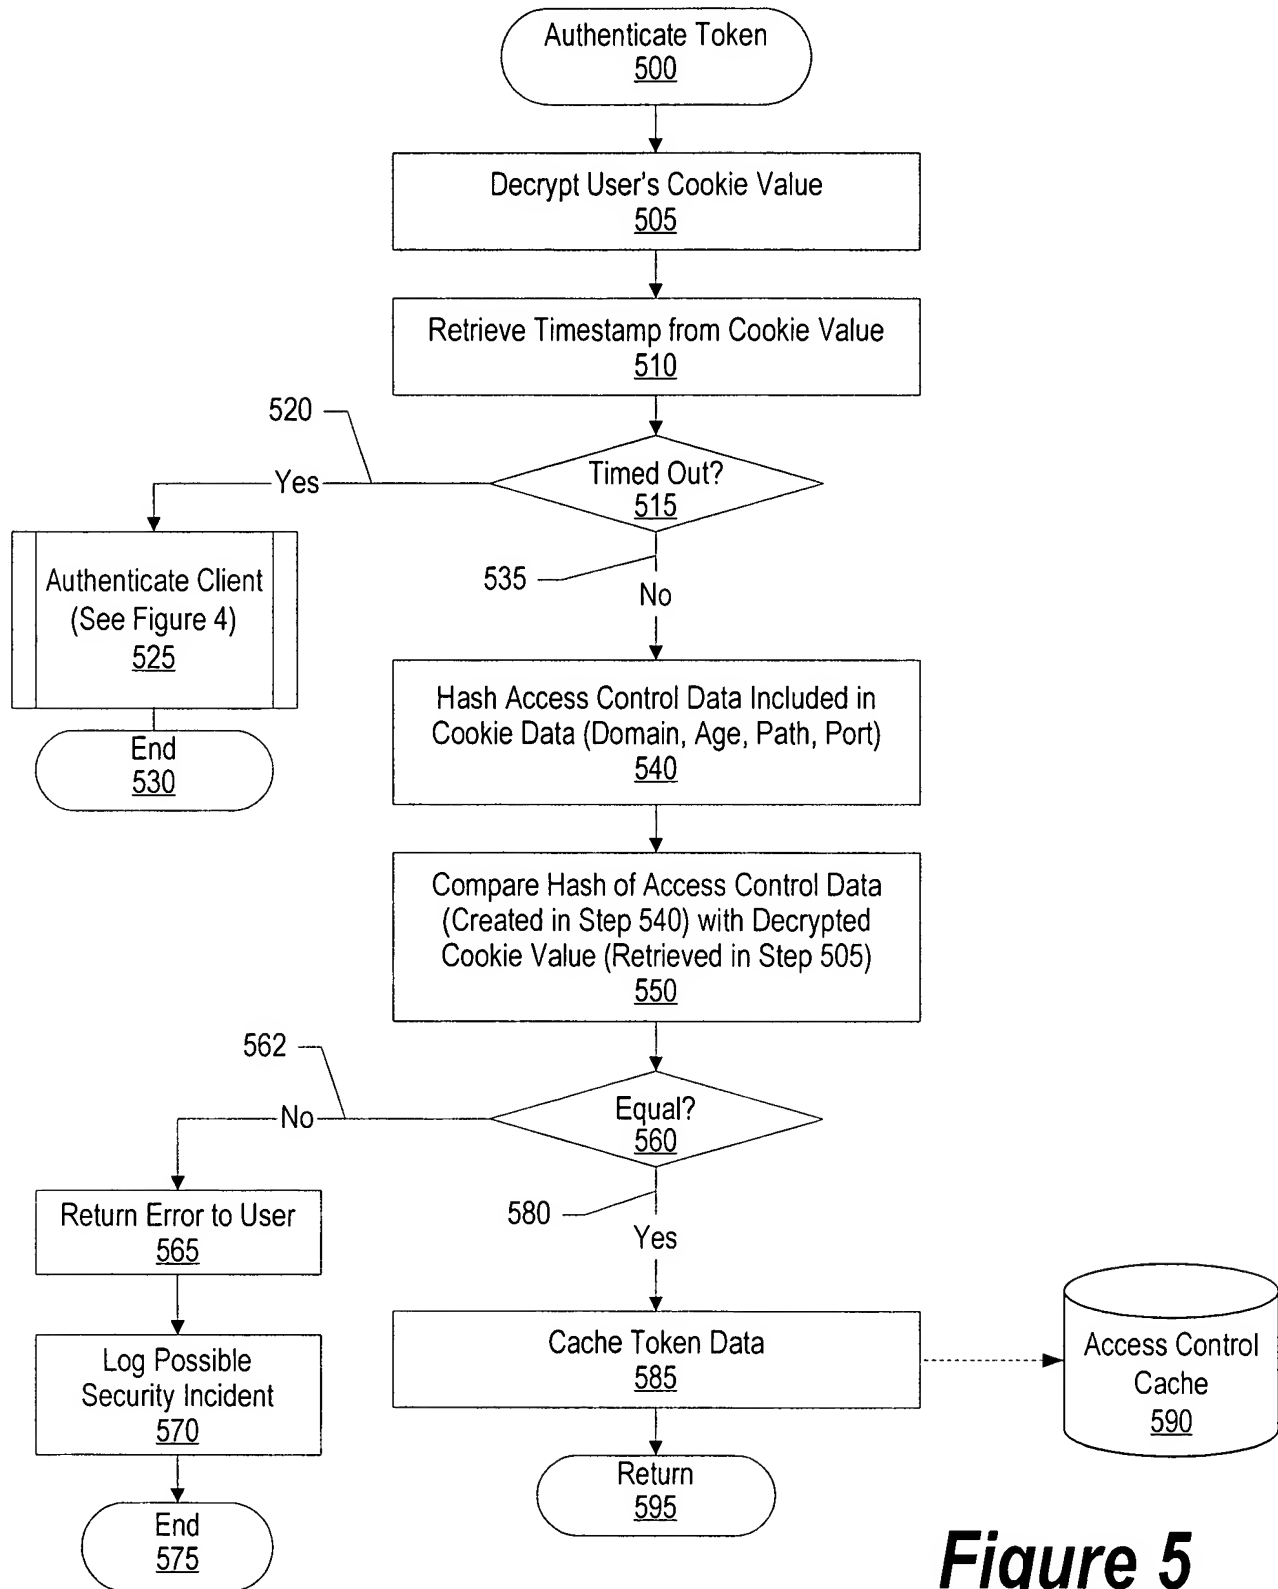 Authenticate Token
500
Decrypt User's Cookie Value
505
Retrieve Timestamp from Cookie Value
510
520
Timed Out?
515
Yes
535
No
Authenticate Client
(See Figure 4)
525
End
530
Hash Access Control Data Included in
Cookie Data (Domain, Age, Path, Port)
540
Compare Hash of Access Control Data
(Created in Step 540) with Decrypted
Cookie Value (Retrieved in Step 505)
550
562
No
Equal?
560
580
Yes
Return Error to User
565
Log Possible
Security Incident
570
End
575
Cache Token Data
585
Access Control
Cache
590
Return
595
Figure 5